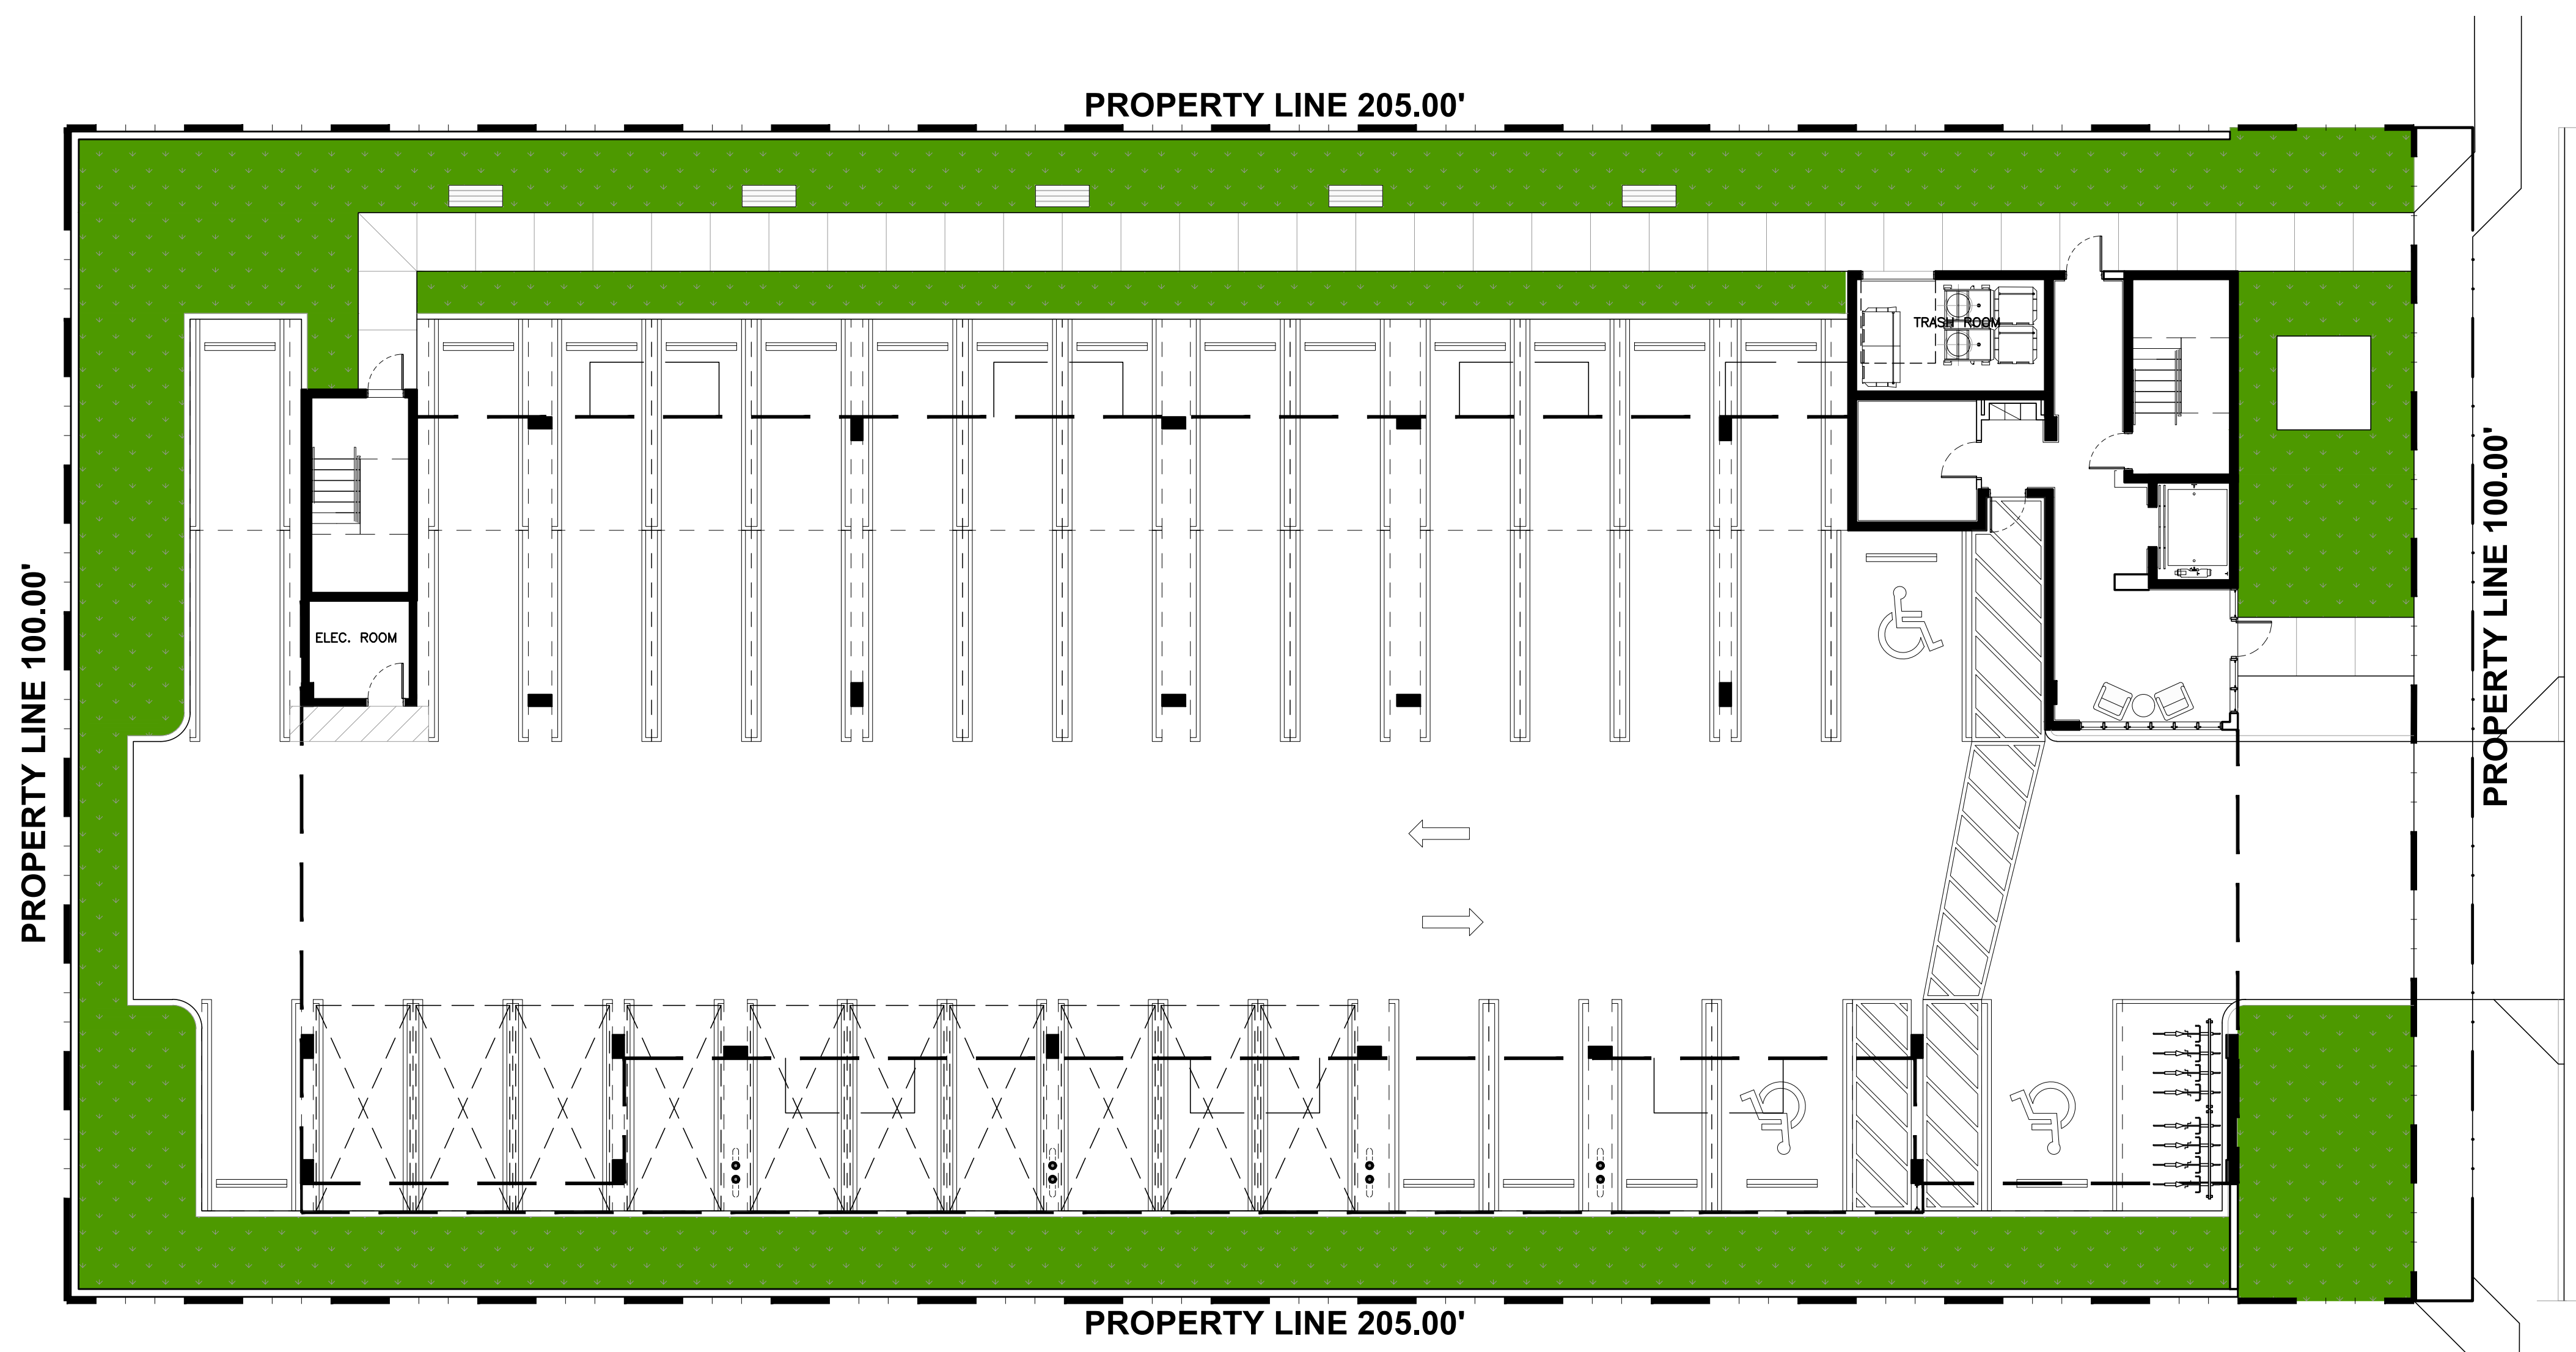 PROPERTY LINE 205.00'
TRASH ROOM
PROPERTY LINE 100.00'
PROPERTY LINE 100.00'
ELEC. ROOM
PROPERTY LINE 205.00'